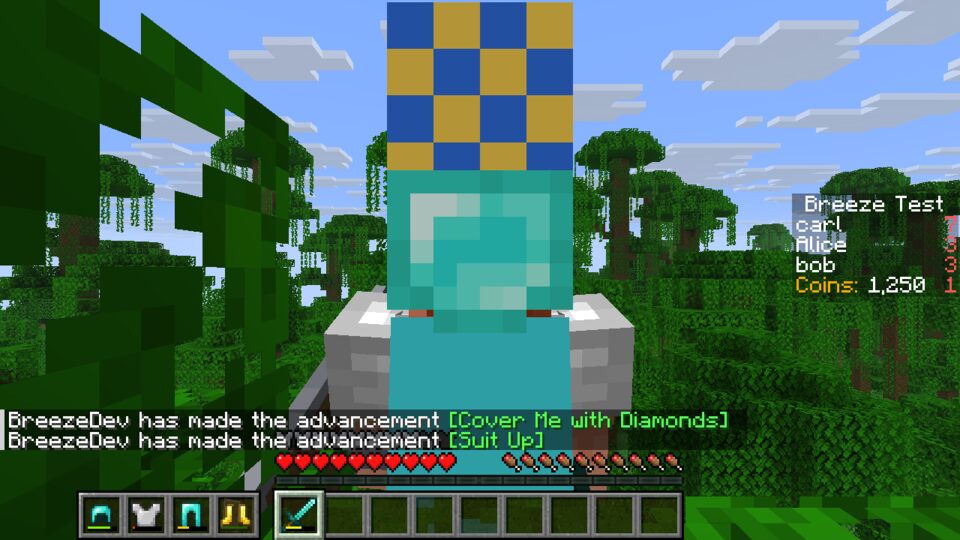 Breeze Test
carl 7
Alice
bob 3
Coins: 1,250 1
BreezeDev has made the advancement [Cover Me with Diamonds]
BreezeDev has made the advancement [Suit Up]